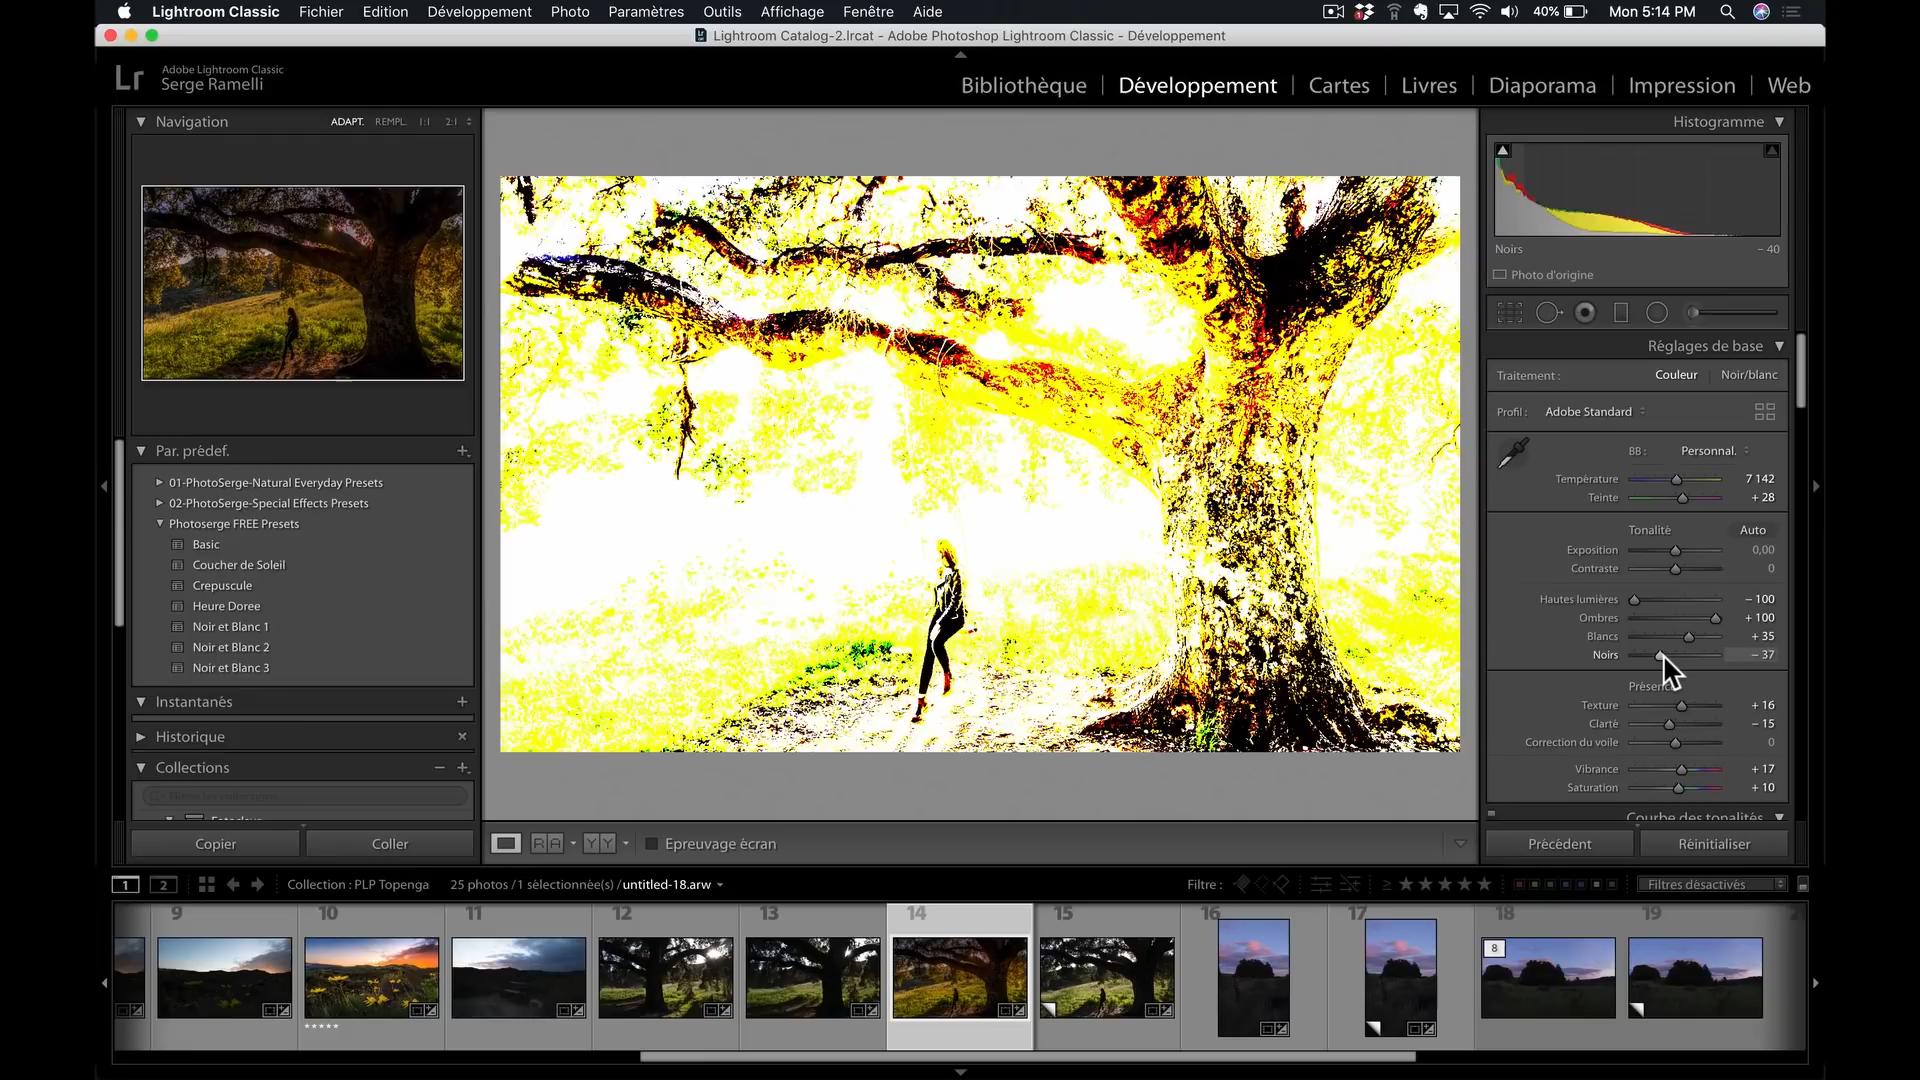 Lightroom Classic Fichier Edition Développement Photo Paramètres Outils Affichage Fenêtre Aide 40% Mon 5:14 PM
Lightroom Catalog-2.lrcat - Adobe Photoshop Lightroom Classic - Développement
Lr Adobe Lightroom Classic
Serge Ramelli
Bibliothèque | Développement | Cartes | Livres | Diaporama | Impression | Web
Navigation ADAPT. REMPL. 1:1 2:1
Par. prédef.
01-PhotoSerge-Natural Everyday Presets
02-PhotoSerge-Special Effects Presets
Photoserge FREE Presets
Basic
Coucher de Soleil
Crepuscule
Heure Doree
Noir et Blanc 1
Noir et Blanc 2
Noir et Blanc 3
Instantanés
Historique
Collections
Copier Coller
Histogramme
Noirs - 40
Photo d'origine
Réglages de base
Traitement : Couleur Noir/blanc
Profil : Adobe Standard
BB : Personnal.
Température 7 142
Teinte + 28
Tonalité Auto
Exposition 0,00
Contraste 0
Hautes lumières - 100
Ombres + 100
Blancs + 35
Noirs - 37
Texture + 16
Clarté - 15
Correction du voile 0
Vibrance + 17
Saturation + 10
Courbe des tonalités
Précédent Réinitialiser
RA YY Epreuvage écran
1 2 Collection : PLP Topenga 25 photos /1 sélectionnée(s) /untitled-18.arw Filtre : Filtres désactivés
9 10 11 12 13 14 15 16 17 18 19
8